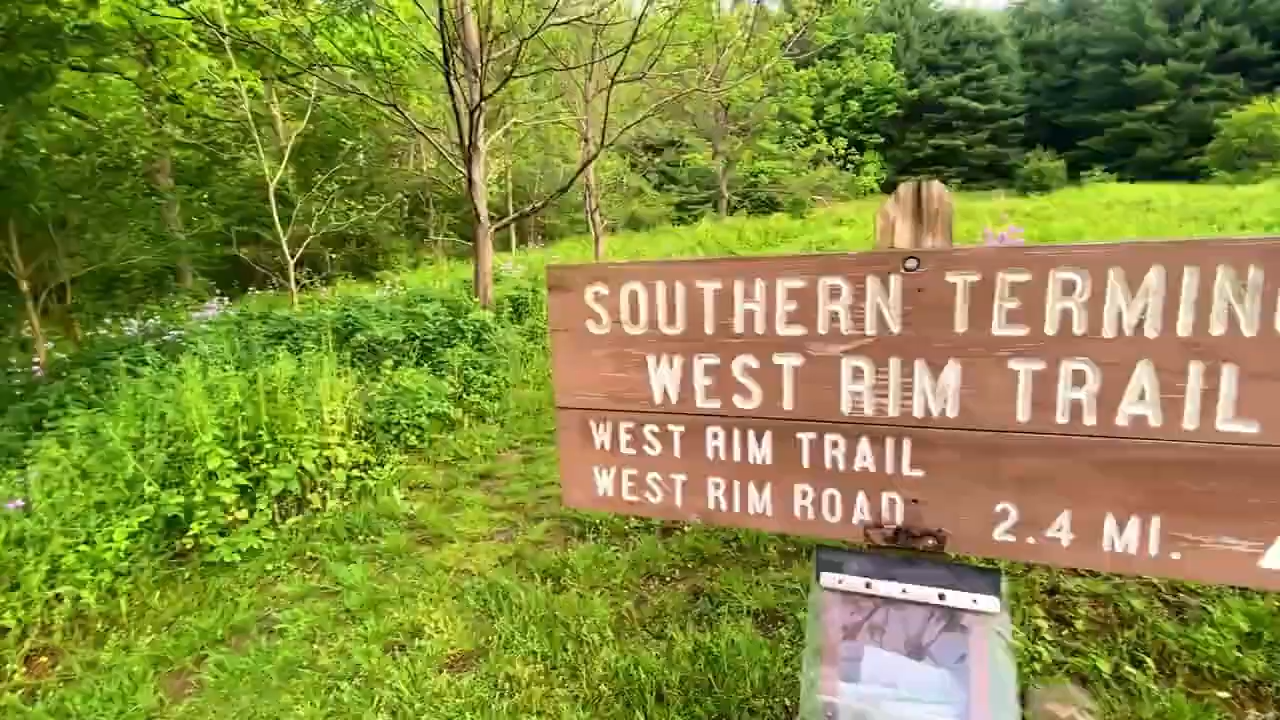 SOUTHERN TERMIN
WEST RIM TRAIL
WEST RIM TRAIL
WEST RIM ROAD 2.4 MI.